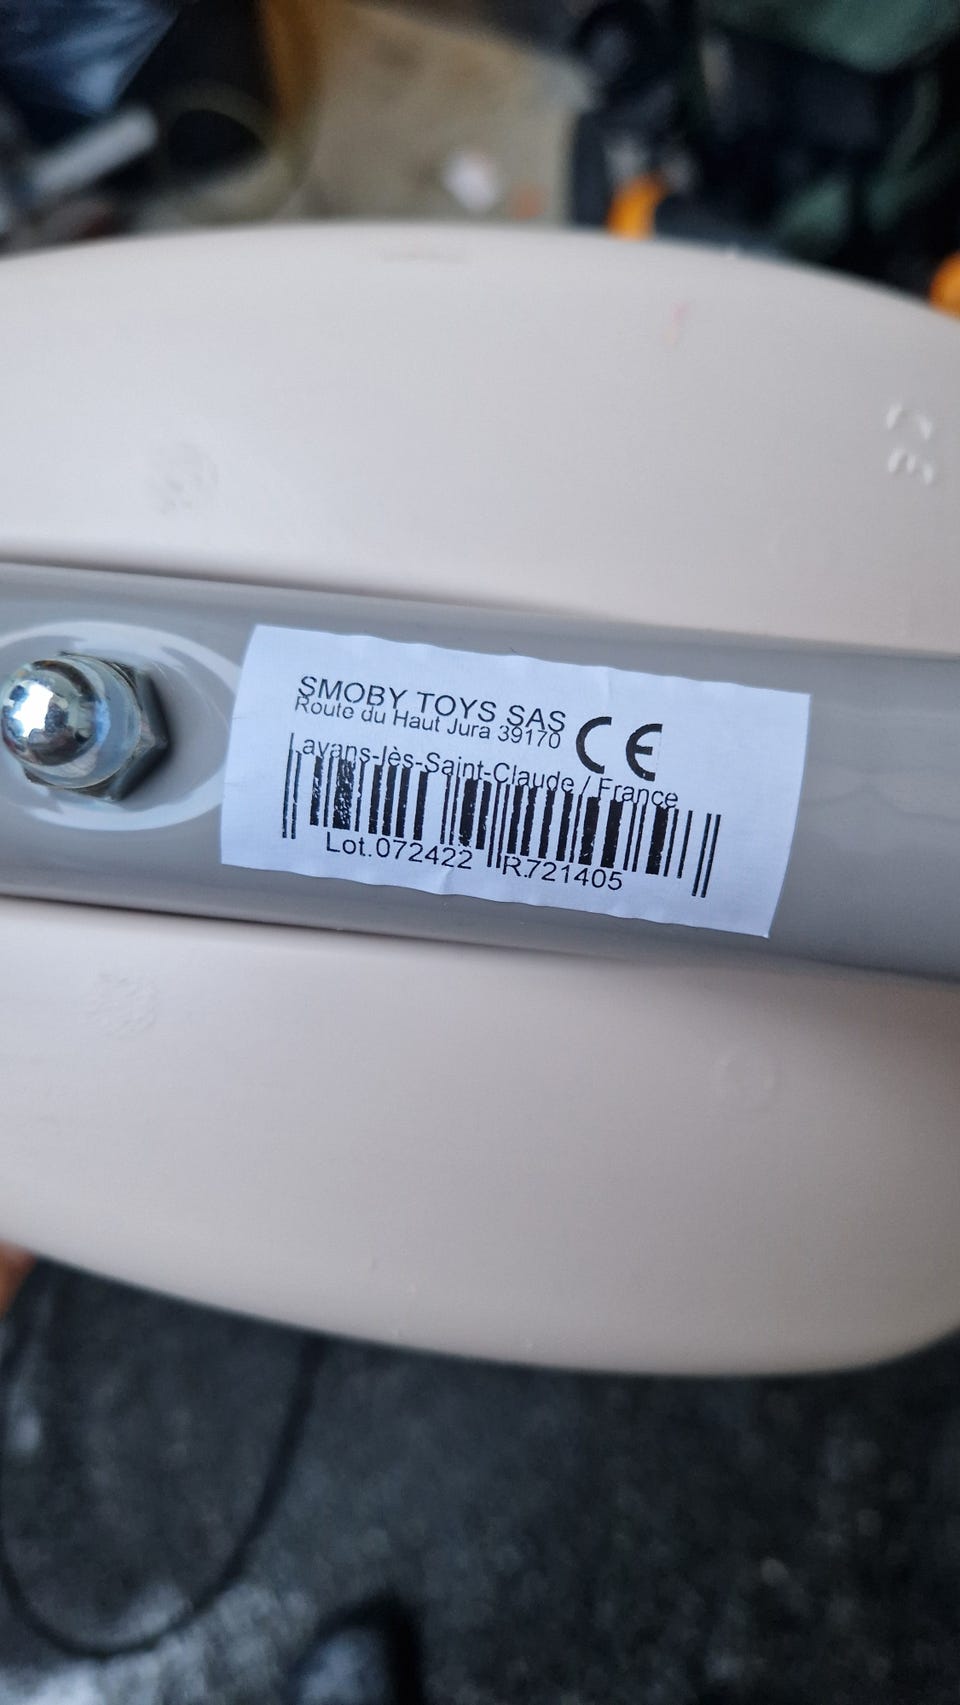 SMOBY TOYS SAS
Route du Haut Jura 39170
Lavans-lès-Saint-Claude / France
CE
Lot.072422
R.721405